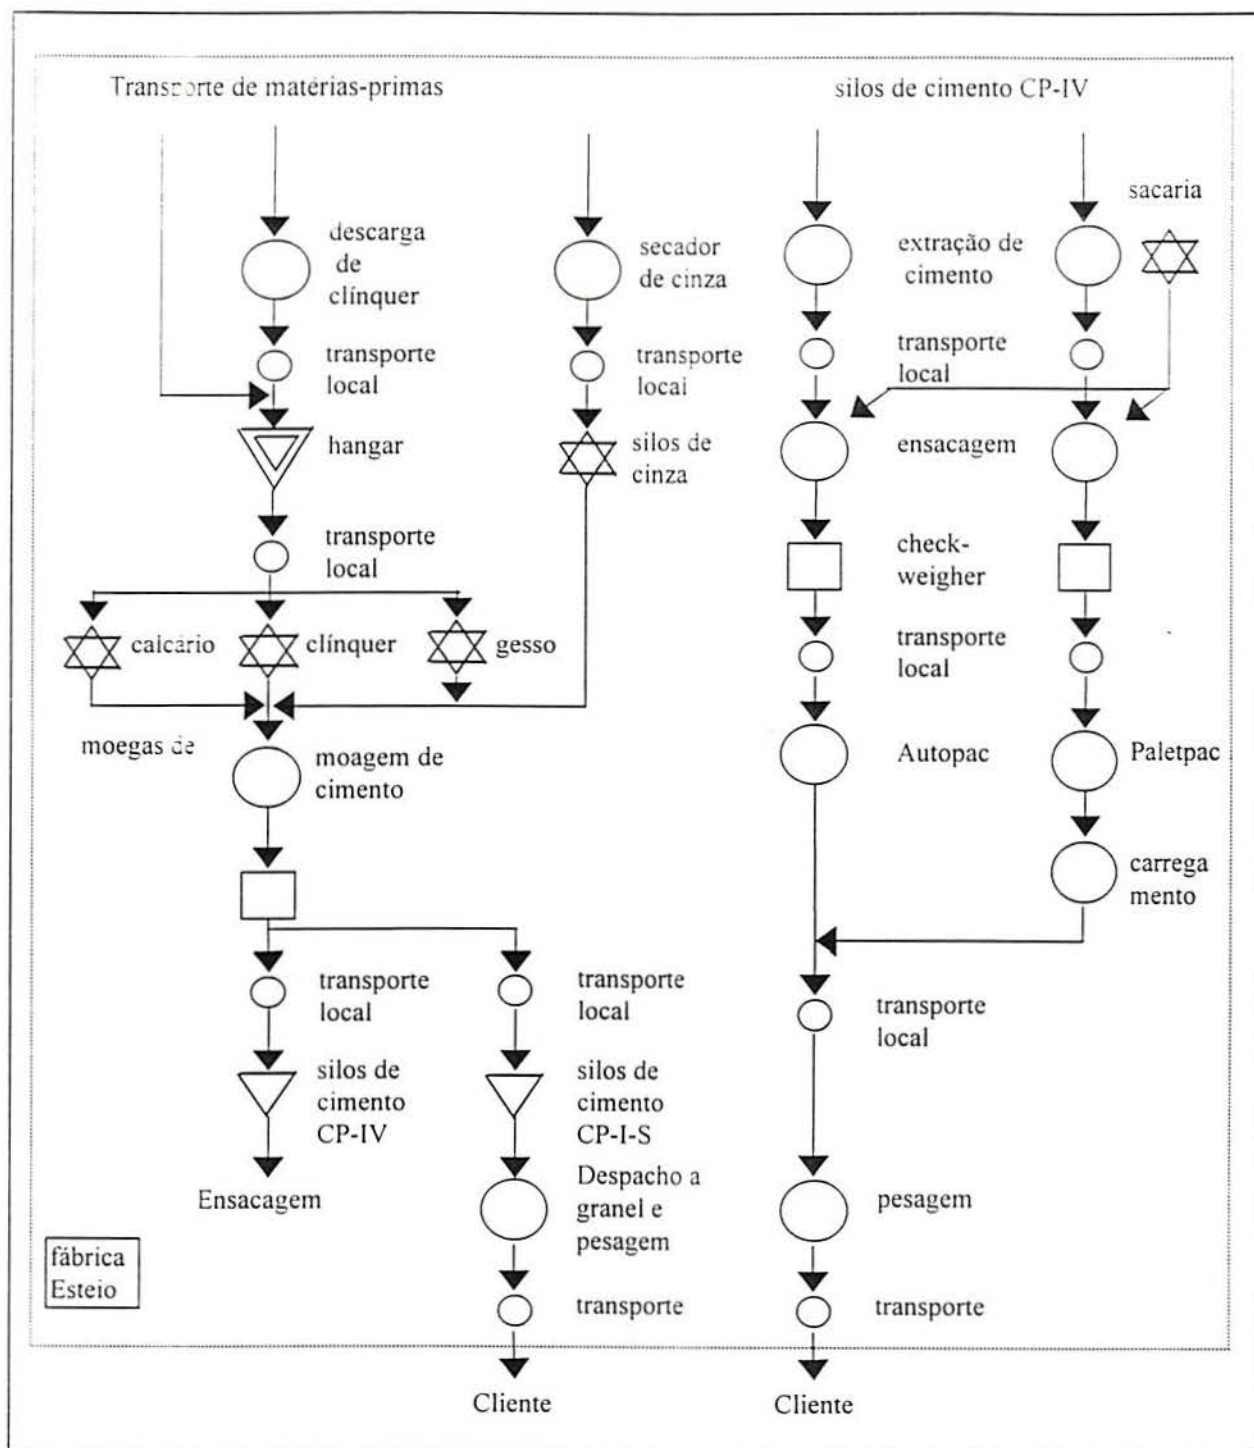 Transporte de matérias-primas
silos de cimento CP-IV
sacaria
descarga
de
clínquer
secador
de cinza
extração de
cimento
transporte
local
transporte
local
transporte
local
hangar
silos de
cinza
ensacagem
transporte
local
check-
weigher
calcário
clínquer
gesso
transporte
local
moegas de
moagem de
cimento
Autopac
Paletpac
carrega
mento
transporte
local
transporte
local
transporte
local
silos de
cimento
CP-IV
silos de
cimento
CP-I-S
Ensacagem
Despacho a
granel e
pesagem
pesagem
fábrica
Esteio
transporte
transporte
Cliente
Cliente